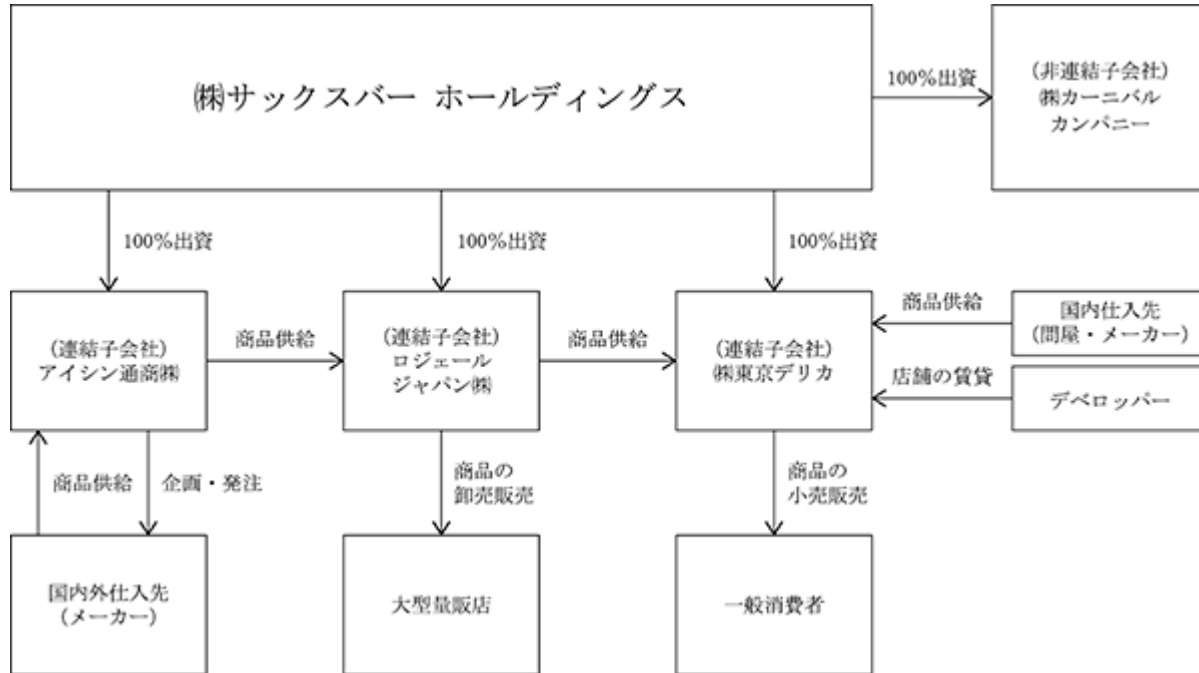 ㈱サックスバー ホールディングス
100%出資
(非連結子会社)
㈱カーニバル
カンパニー
100%出資
100%出資
100%出資
(連結子会社)
アイシン通商㈱
商品供給
(連結子会社)
ロジェール
ジャパン㈱
商品供給
(連結子会社)
㈱東京デリカ
商品供給
国内仕入先
(問屋・メーカー)
店舗の賃貸
デベロッパー
商品供給
企画・発注
商品の
卸売販売
商品の
小売販売
国内外仕入先
(メーカー)
大型量販店
一般消費者